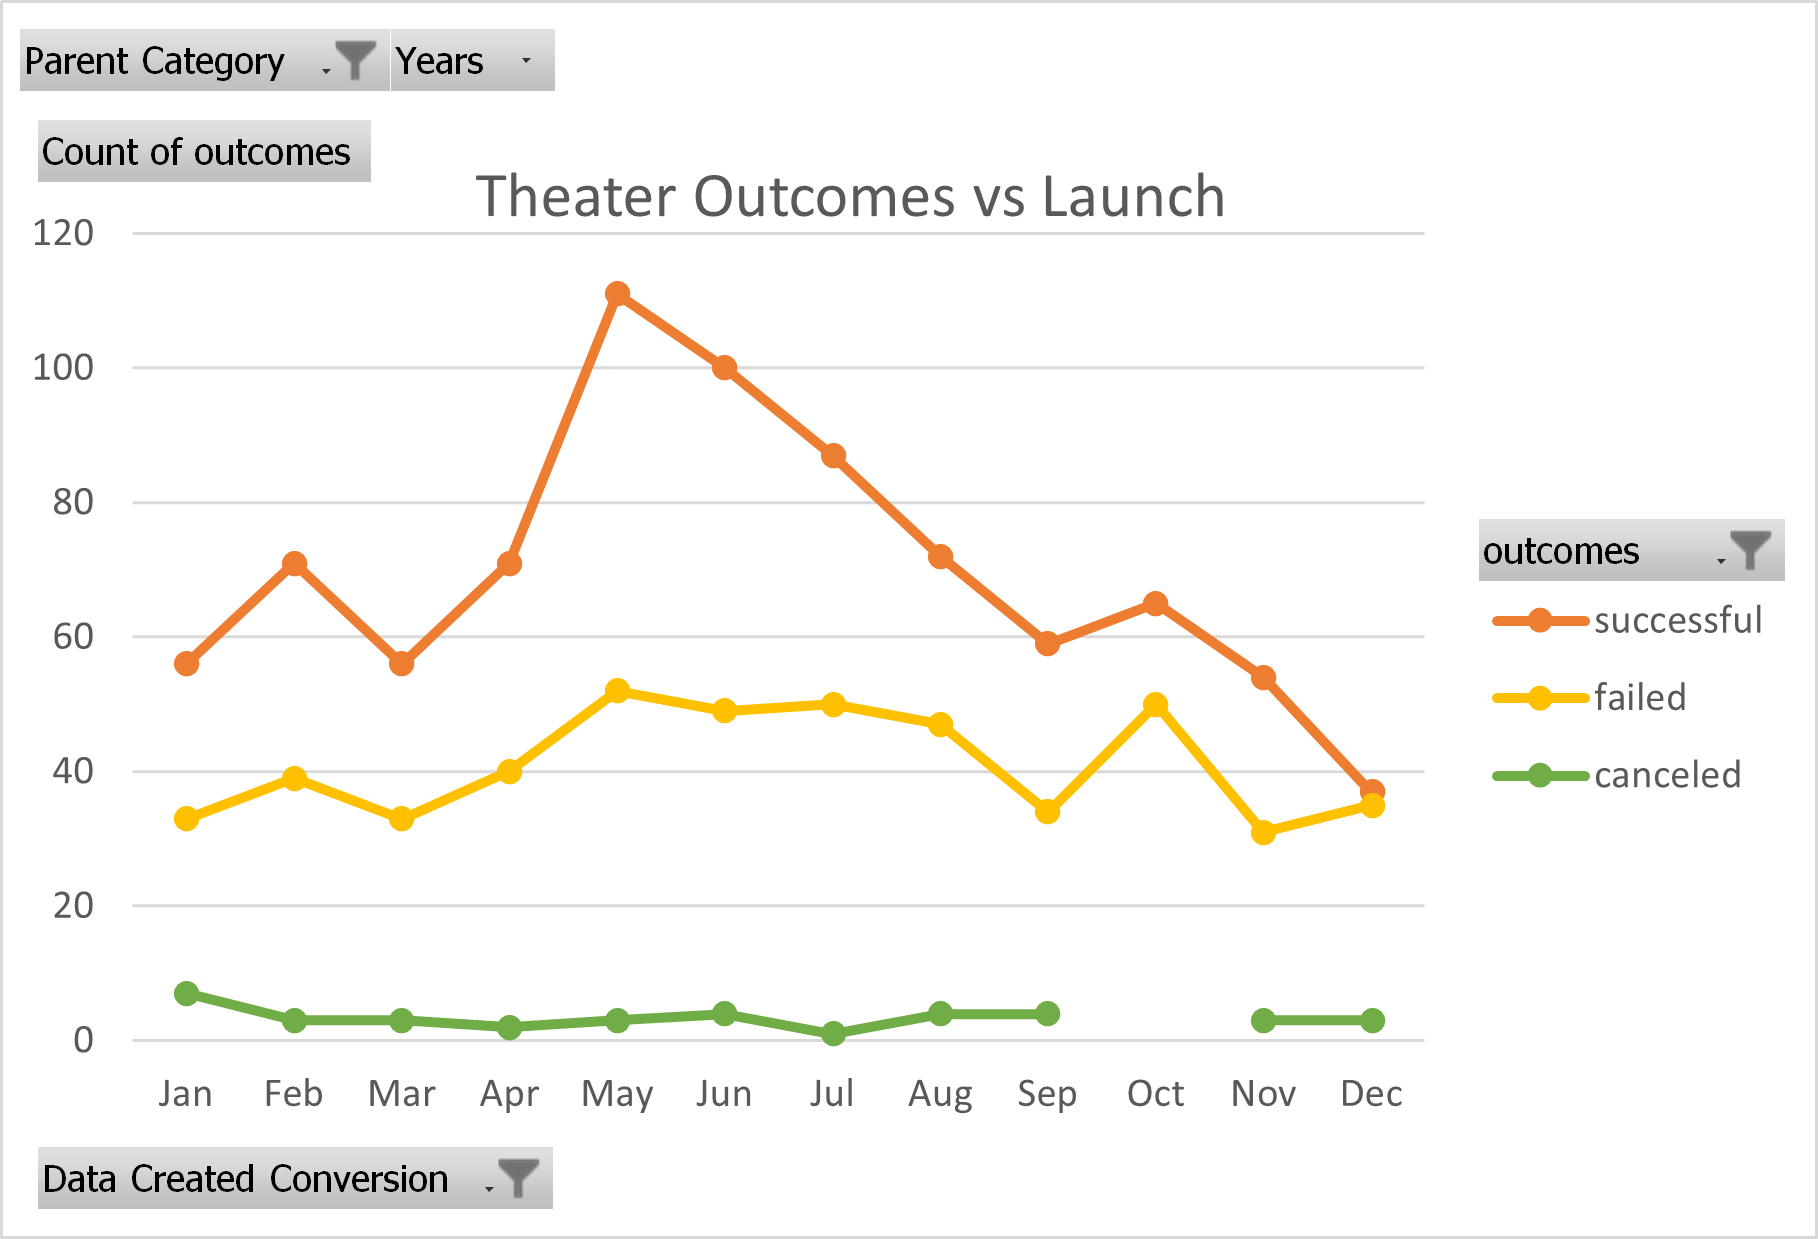 Parent Category Years
Count of outcomes
Theater Outcomes vs Launch
120
100
80
60
40
20
0
Jan Feb Mar Apr May Jun Jul Aug Sep Oct Nov Dec
outcomes
successful
failed
canceled
Data Created Conversion